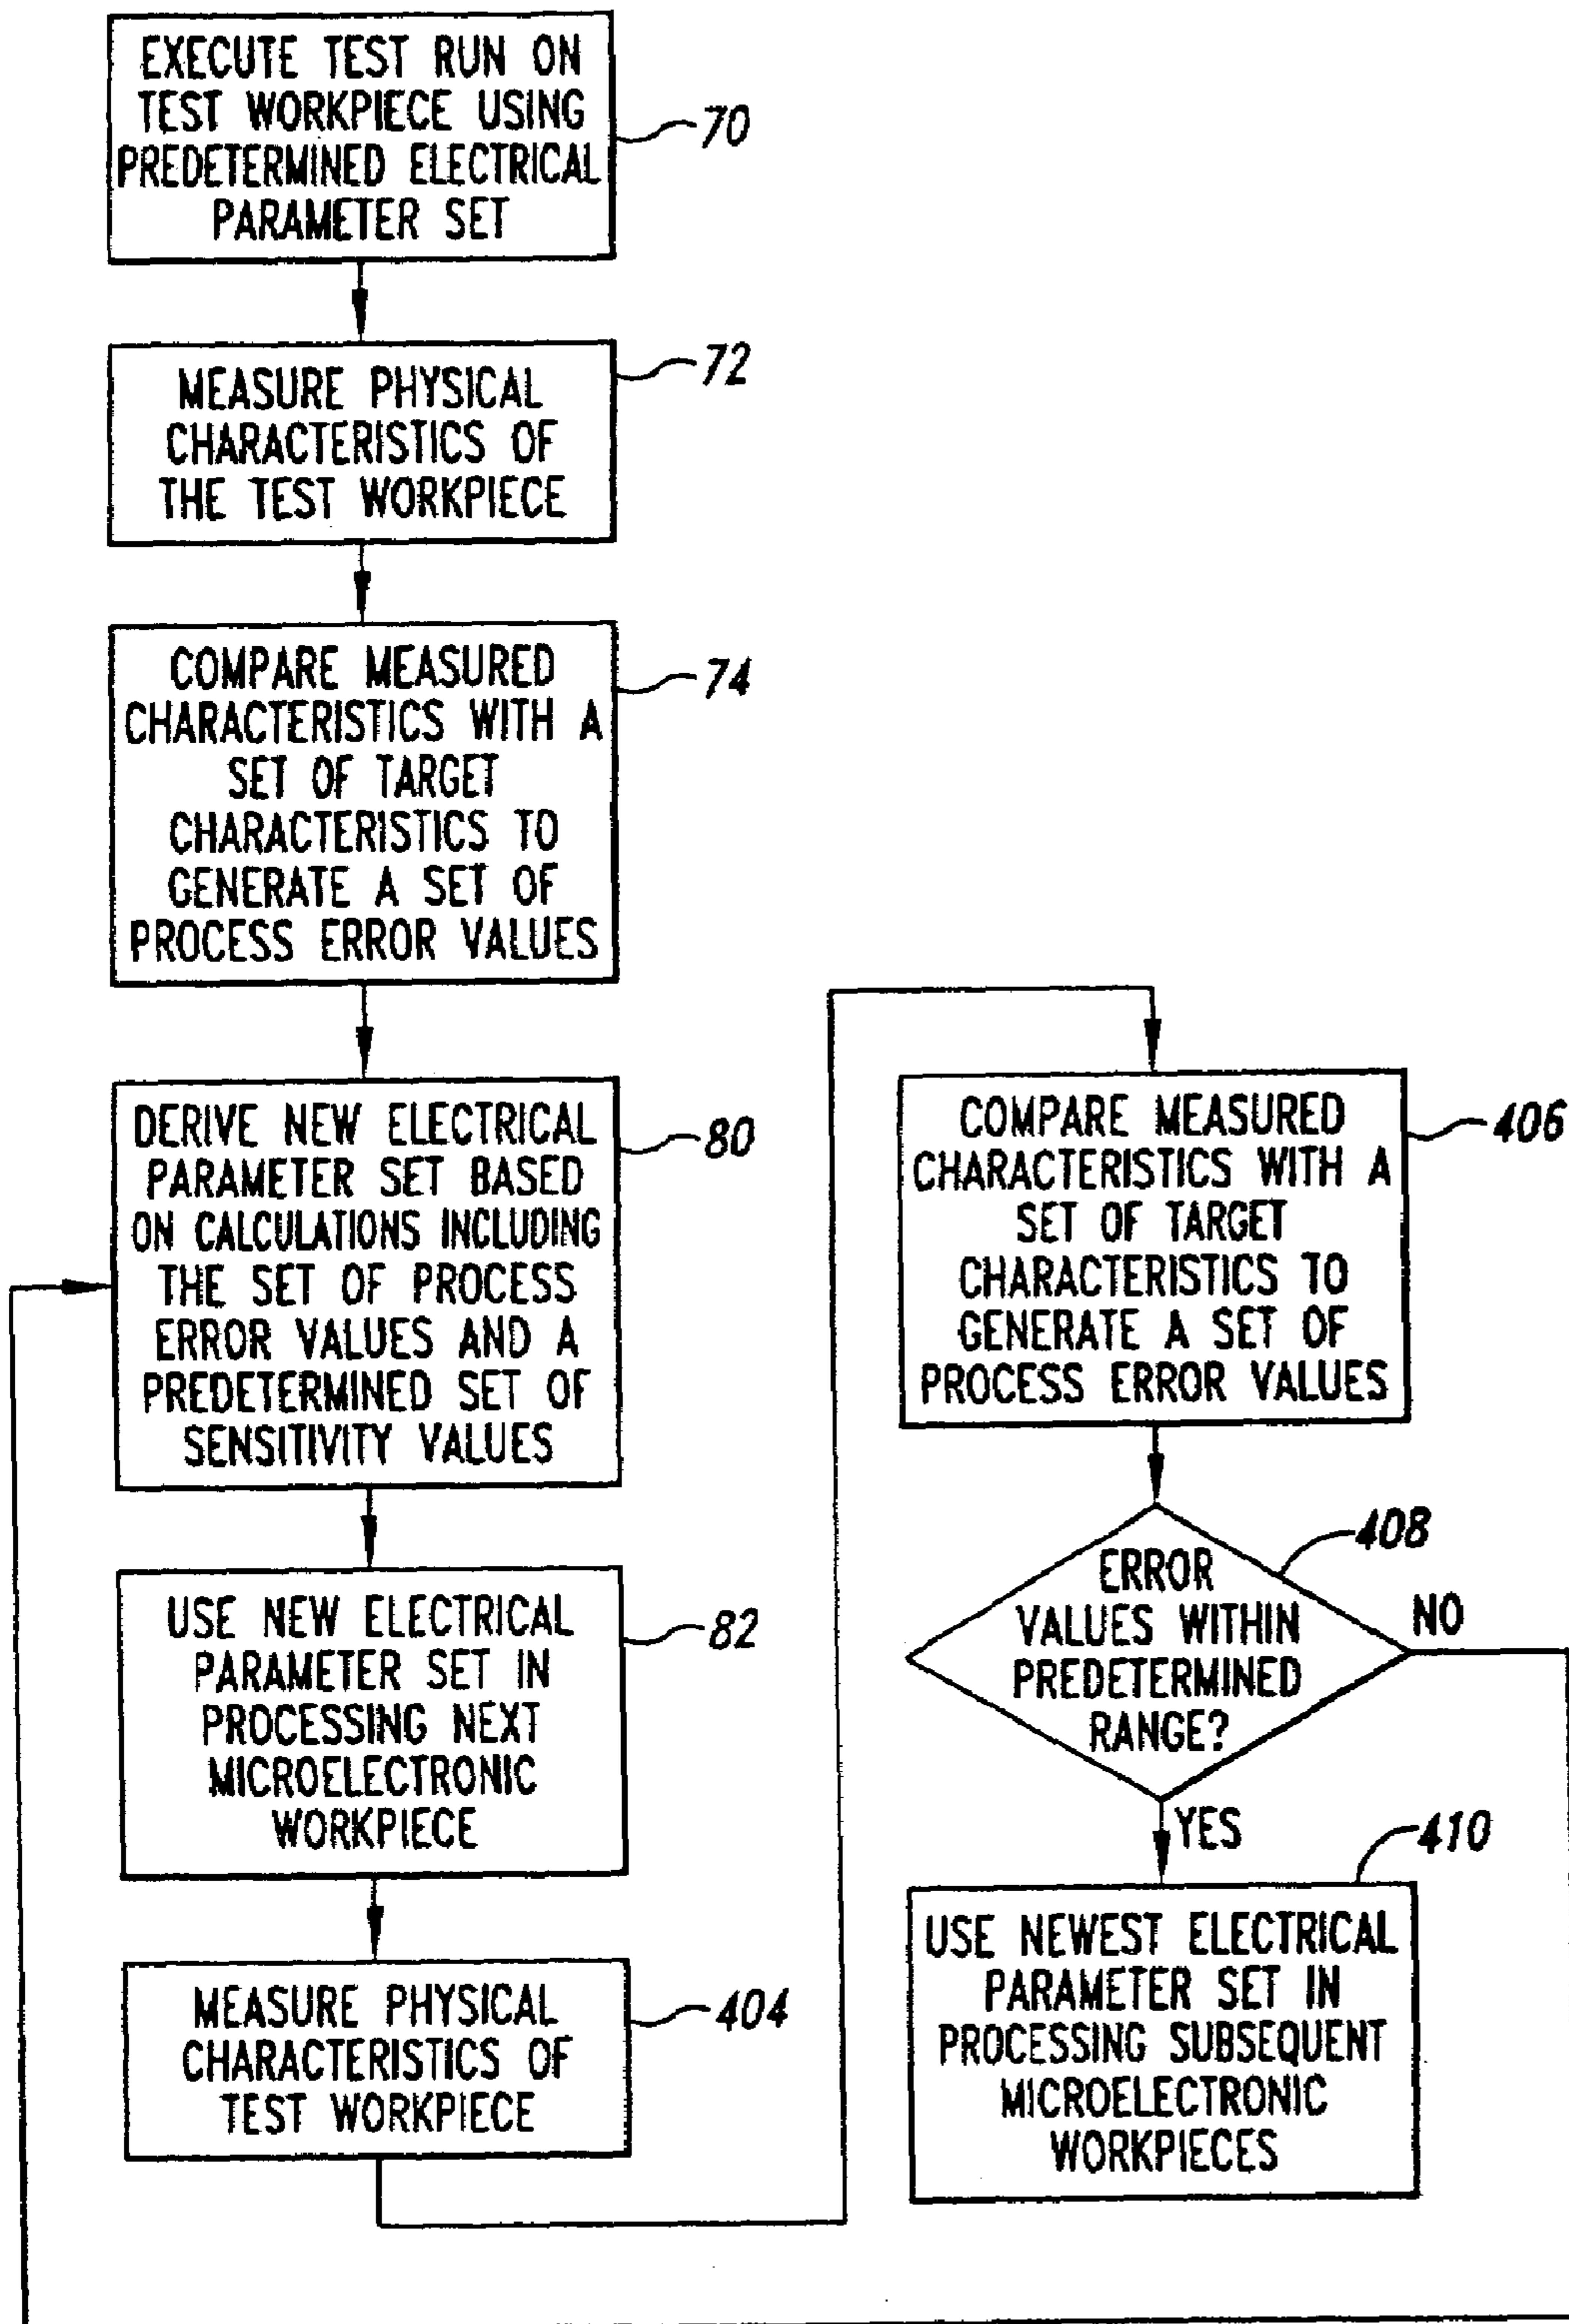 EXECUTE TEST RUN ON
TEST WORKPIECE USING
PREDETERMINED ELECTRICAL
PARAMETER SET
70
MEASURE PHYSICAL
CHARACTERISTICS OF
THE TEST WORKPIECE
72
COMPARE MEASURED
CHARACTERISTICS WITH A
SET OF TARGET
CHARACTERISTICS TO
GENERATE A SET OF
PROCESS ERROR VALUES
74
DERIVE NEW ELECTRICAL
PARAMETER SET BASED
ON CALCULATIONS INCLUDING
THE SET OF PROCESS
ERROR VALUES AND A
PREDETERMINED SET OF
SENSITIVITY VALUES
80
USE NEW ELECTRICAL
PARAMETER SET IN
PROCESSING NEXT
MICROELECTRONIC
WORKPIECE
82
MEASURE PHYSICAL
CHARACTERISTICS OF
TEST WORKPIECE
404
COMPARE MEASURED
CHARACTERISTICS WITH A
SET OF TARGET
CHARACTERISTICS TO
GENERATE A SET OF
PROCESS ERROR VALUES
406
ERROR
VALUES WITHIN
PREDETERMINED
RANGE?
408
NO
YES
USE NEWEST ELECTRICAL
PARAMETER SET IN
PROCESSING SUBSEQUENT
MICROELECTRONIC
WORKPIECES
410